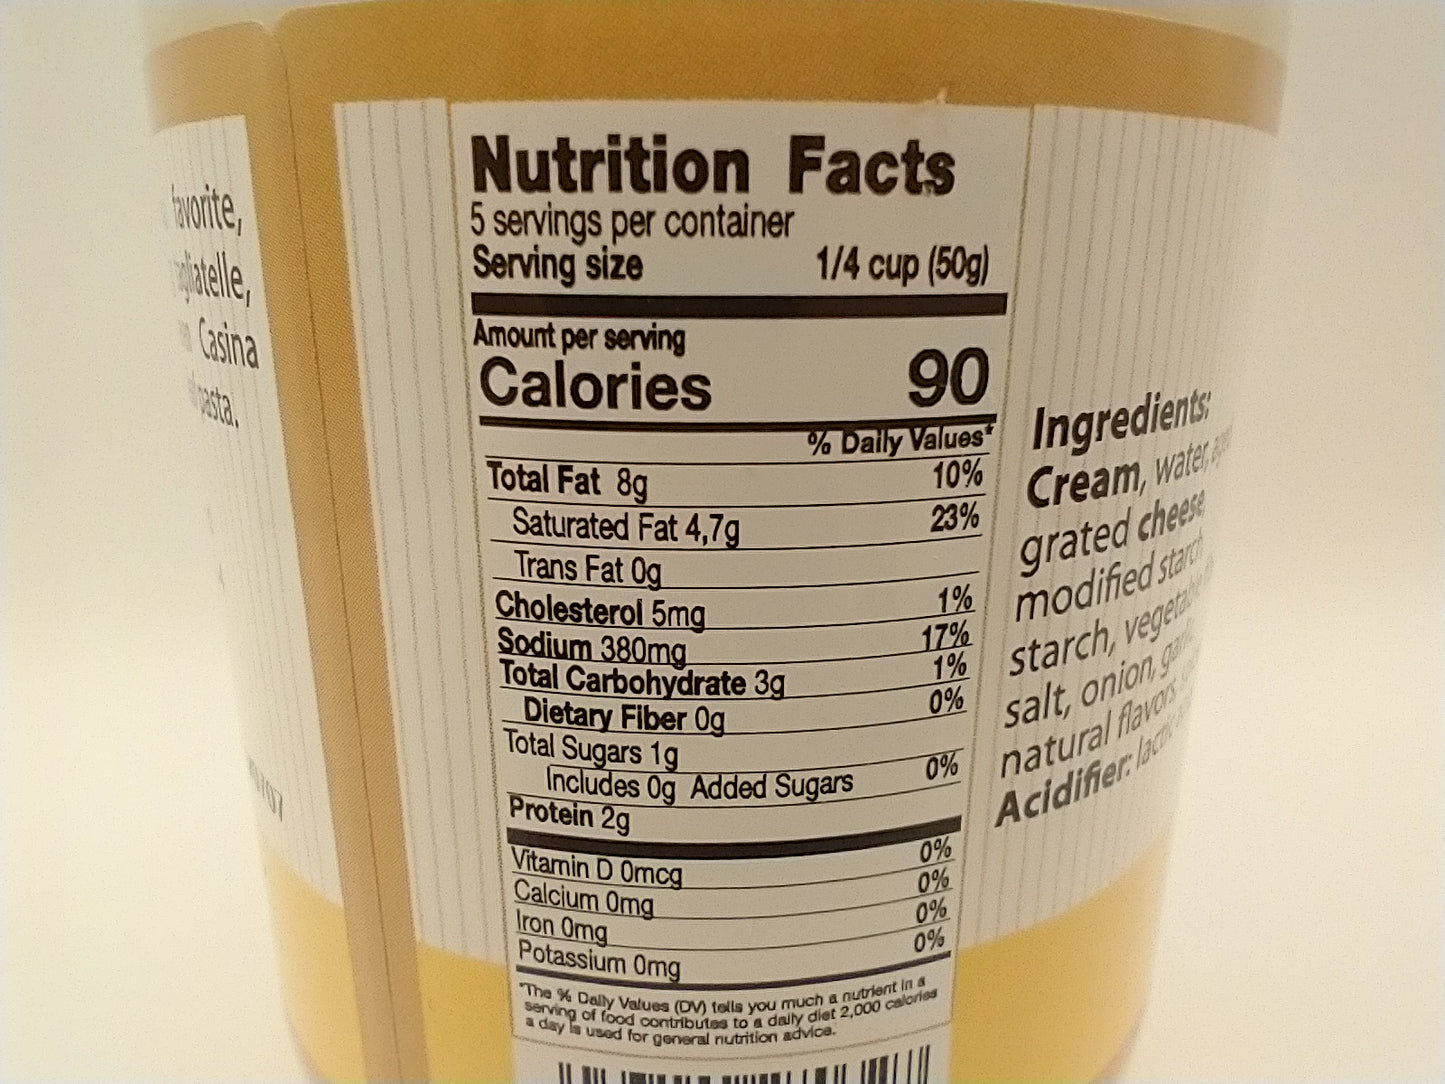 favorite,
Casina
pasta.
Nutrition Facts
5 servings per container
Serving size 1/4 cup (50g)
Amount per serving
Calories 90
% Daily Values*
Total Fat 8g 10%
Saturated Fat 4,7g 23%
Trans Fat 0g
Cholesterol 5mg 1%
Sodium 380mg 17%
Total Carbohydrate 3g 1%
Dietary Fiber 0g 0%
Total Sugars 1g
Includes 0g Added Sugars 0%
Protein 2g
Vitamin D 0mcg 0%
Calcium 0mg 0%
Iron 0mg 0%
Potassium 0mg 0%
*The % Daily Values (DV) tells you much a nutrient in a
serving of food contributes to a daily diet 2,000 calories
a day is used for general nutrition advice.
Ingredients:
Cream, water,
grated cheese
modified starch
starch,
salt, onion,
natural flavors
Acidifier: